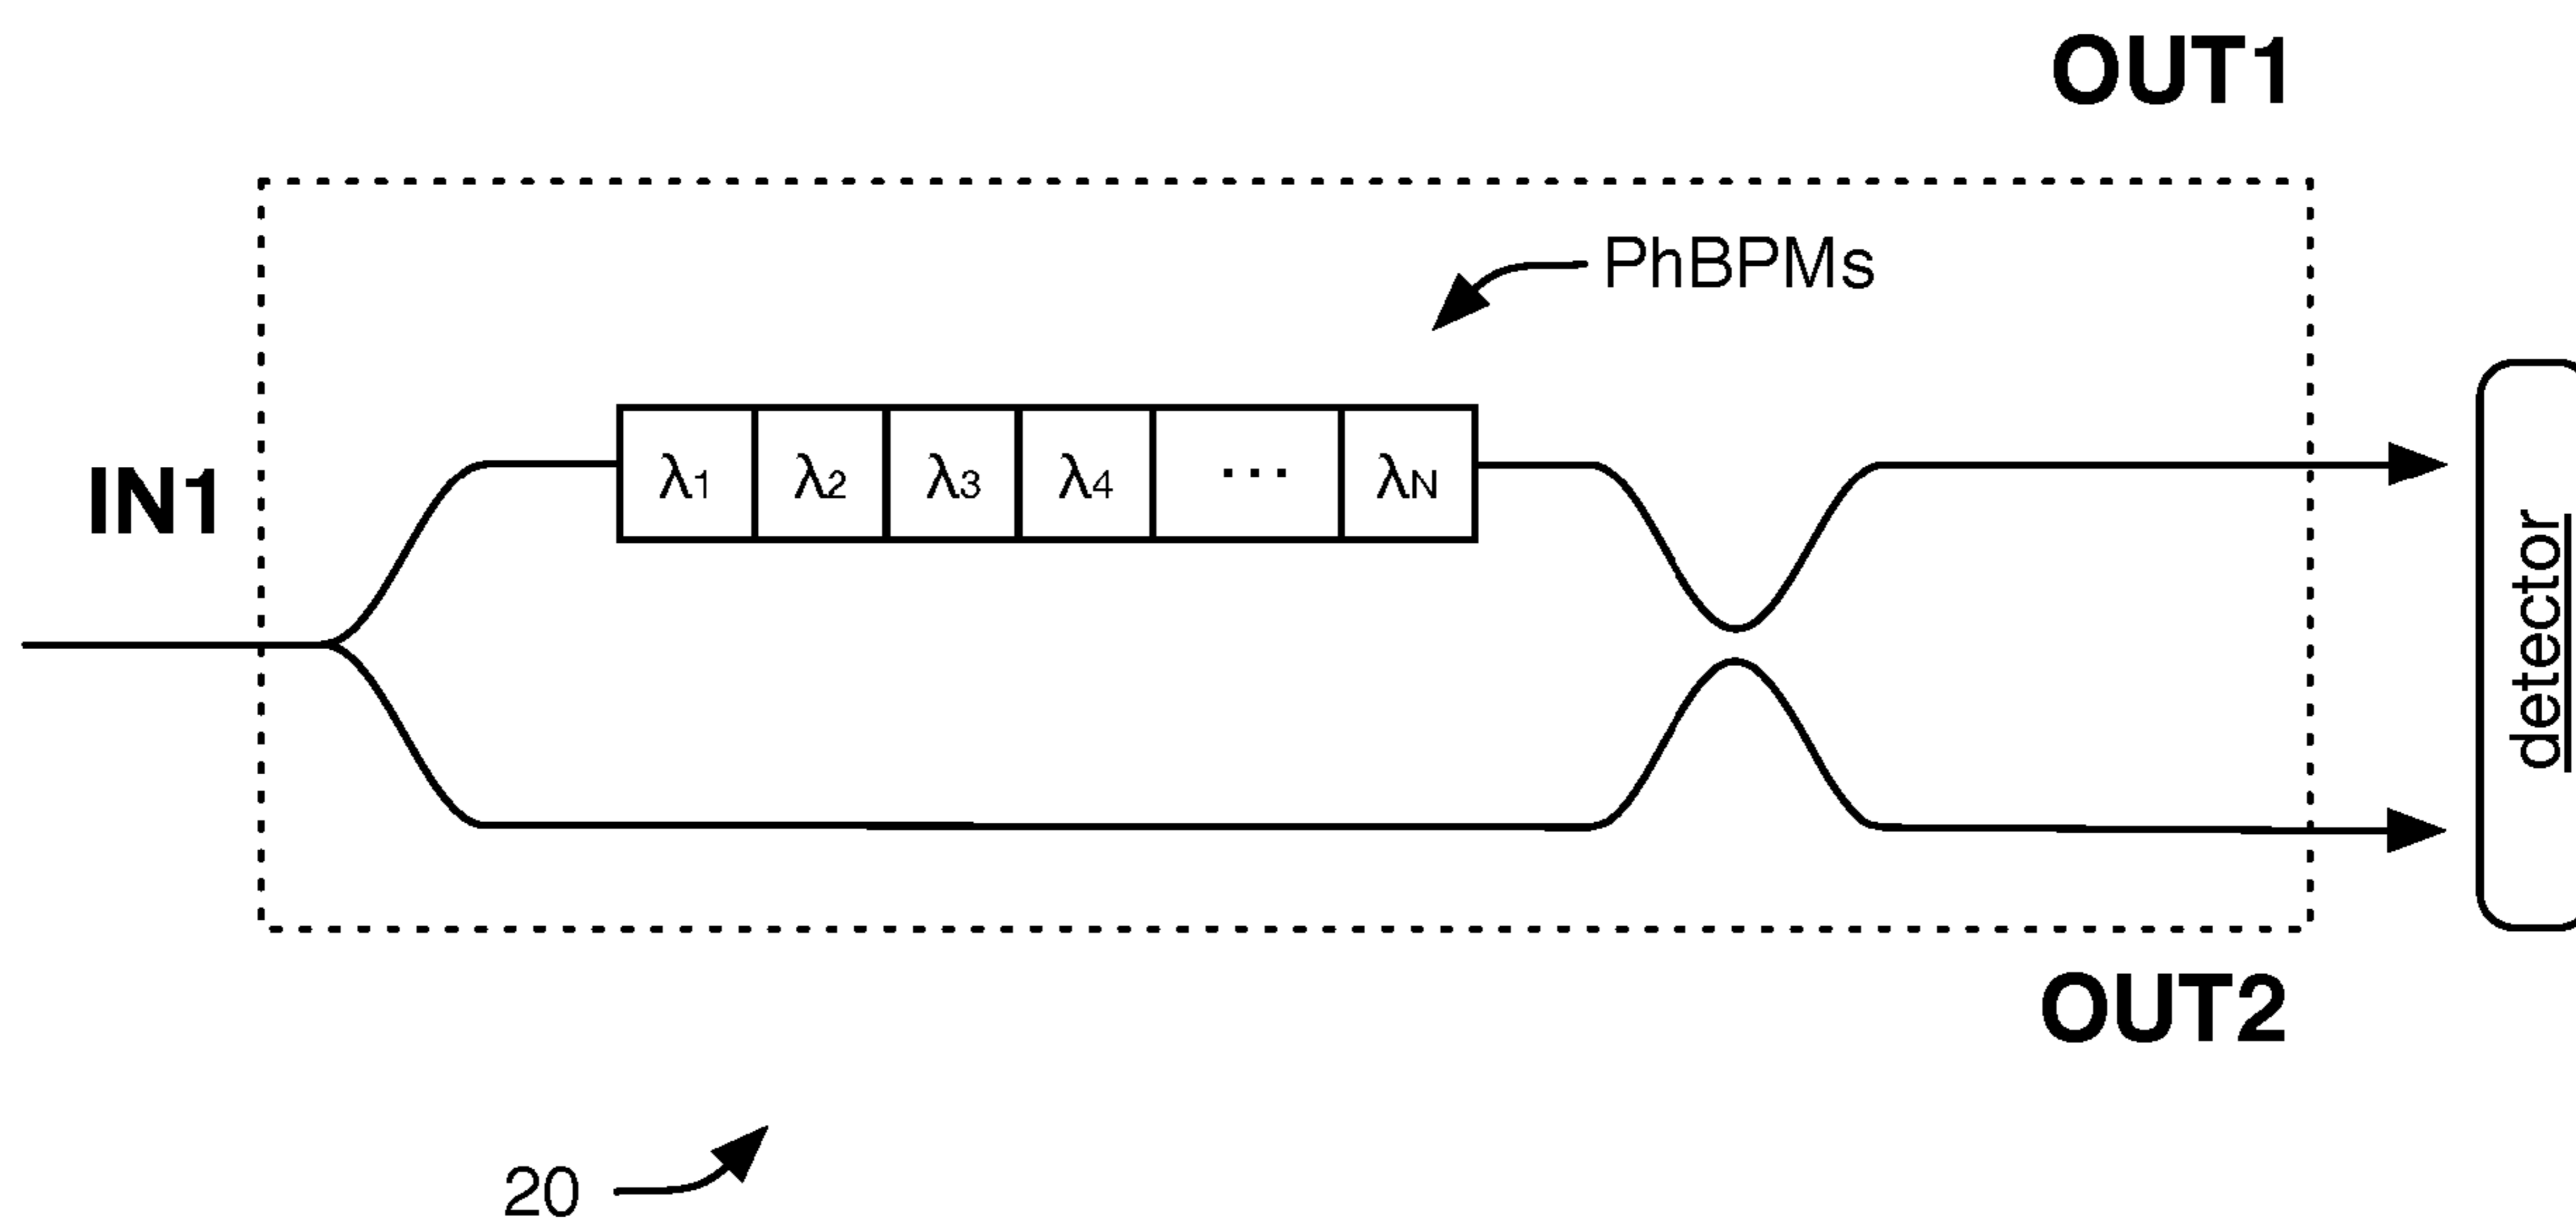 OUT1
PhBPMs
IN1
λ1 λ2 λ3 λ4 ... λN
detector
OUT2
20